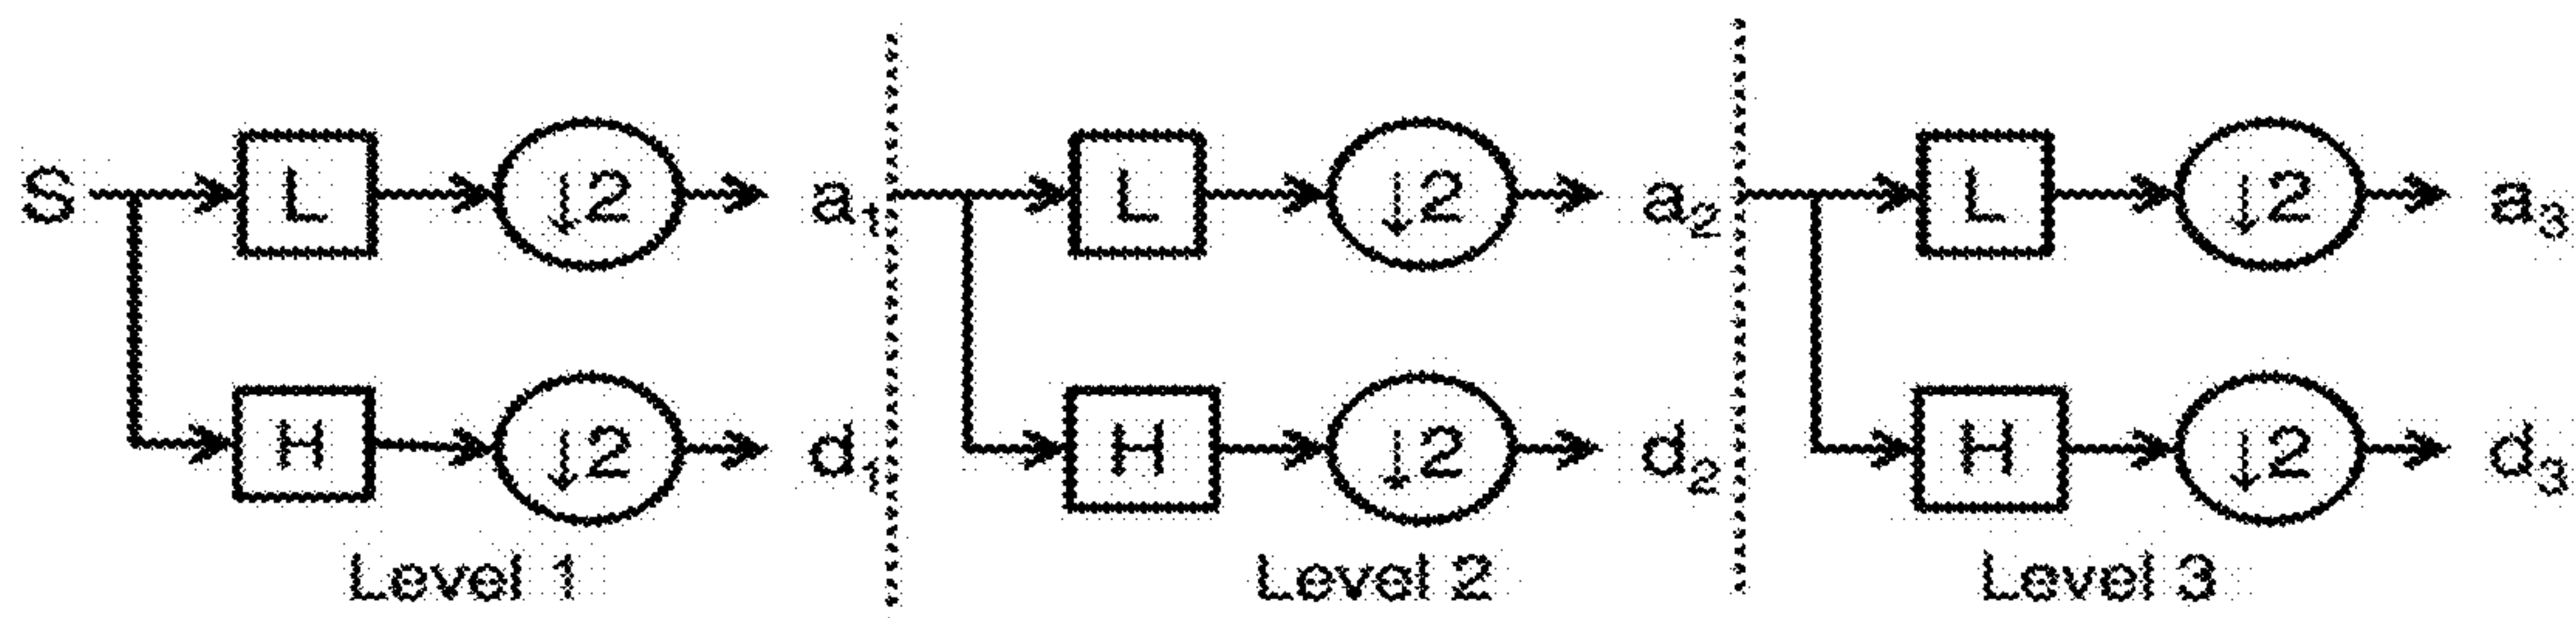 S L ↓2 a₁ L ↓2 a₂ L ↓2 a₃
H ↓2 d₁ H ↓2 d₂ H ↓2 d₃
Level 1 Level 2 Level 3